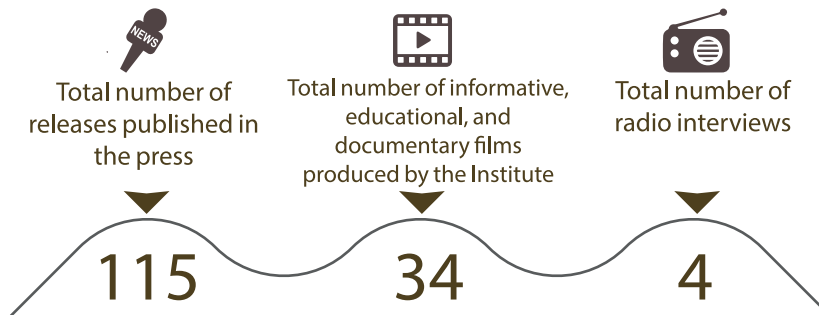 NEWS
Total number of
releases published in
the press
115
Total number of informative,
educational, and
documentary films
produced by the Institute
34
Total number of
radio interviews
4